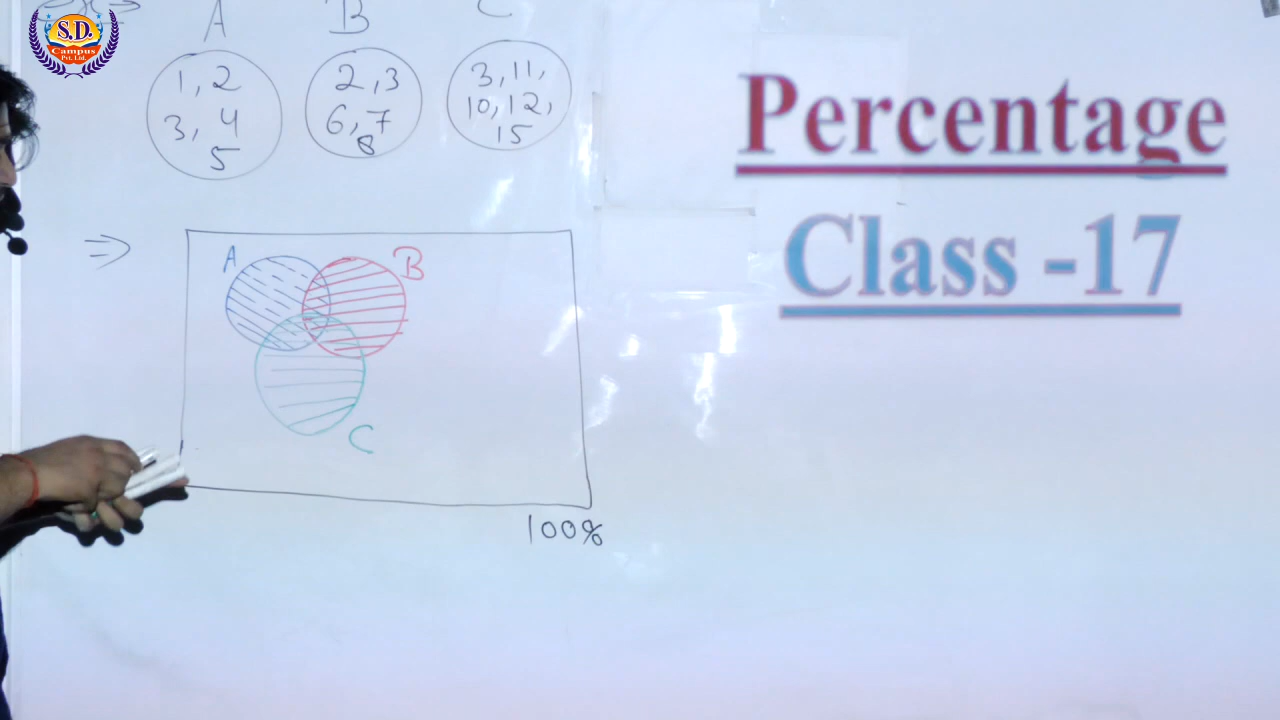 S.D.
Campus
Pvt. Ltd.
A B C
1, 2
3, 4
5
2, 3
6, 7
8
3, 11,
10, 12,
15
Percentage
Class -17
⇒
A
B
C
100%